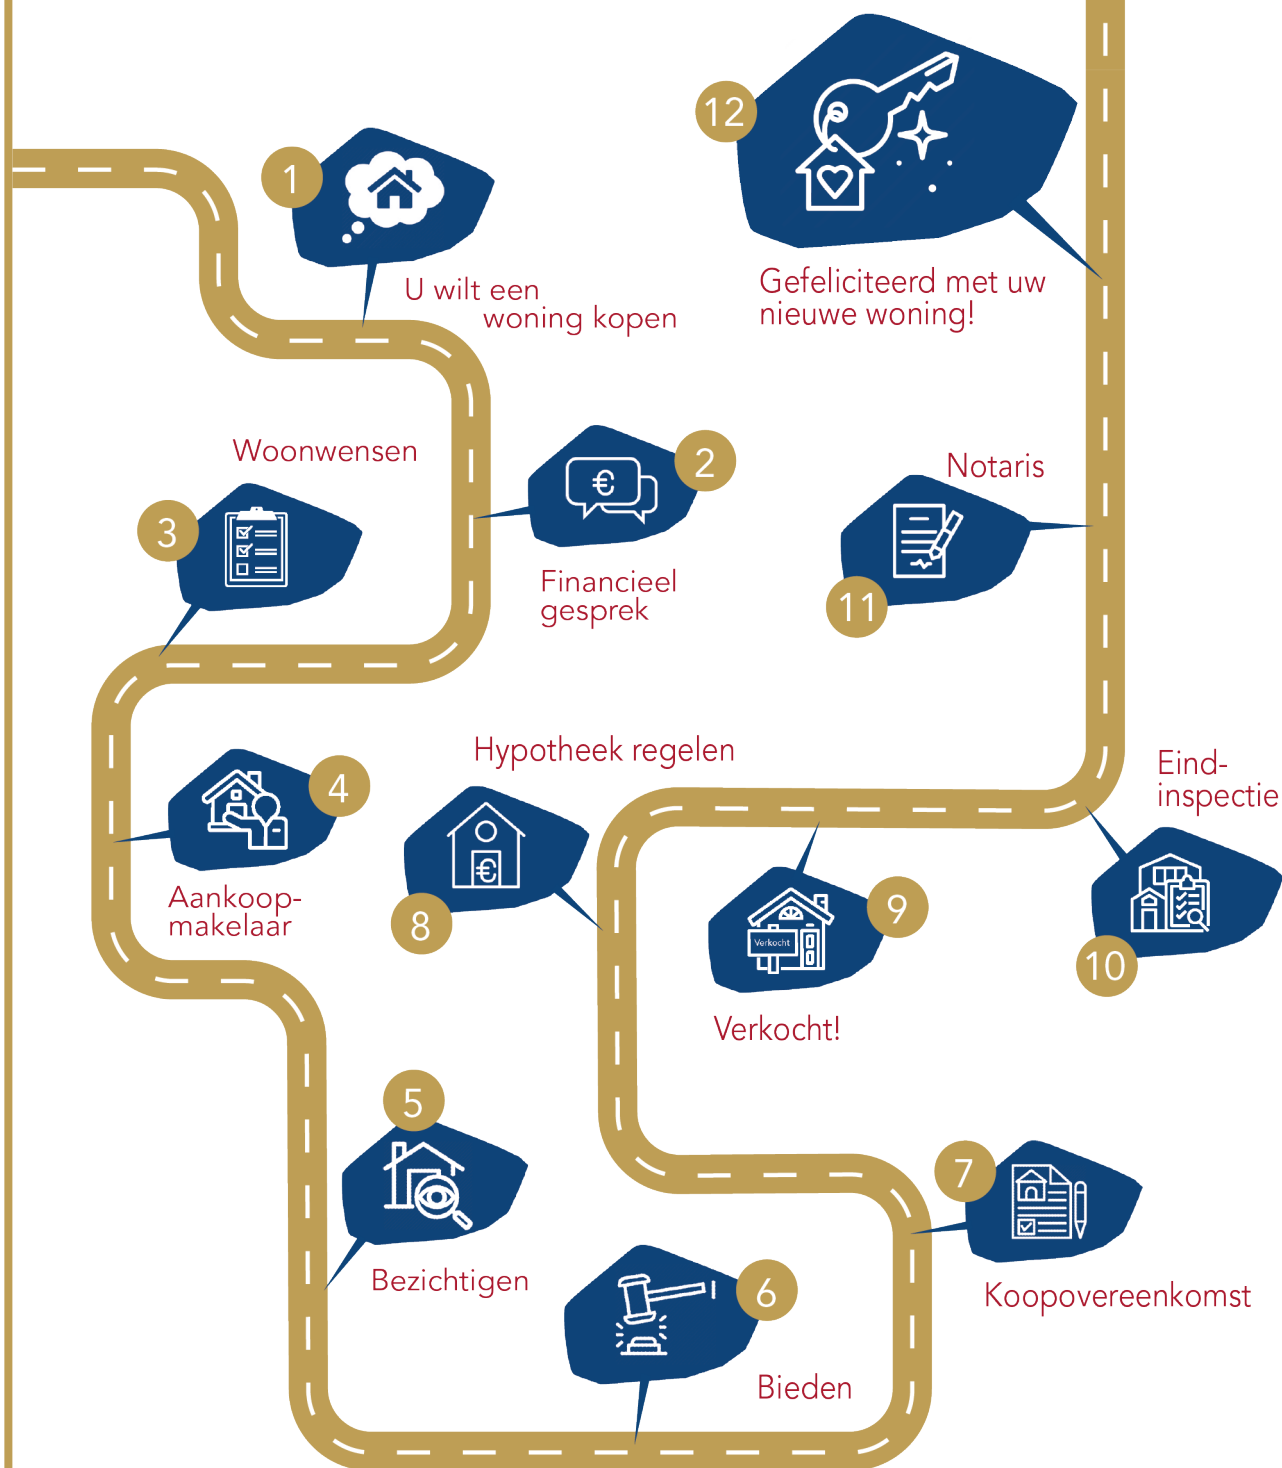 1
U wilt een
woning kopen
2
Financieel
gesprek
Woonwensen
3
4
Aankoop-
makelaar
5
Bezichtigen
6
Bieden
7
Koopovereenkomst
Hypotheek regelen
€
8
9
Verkocht
Verkocht!
Eind-
inspectie
10
Notaris
11
12
Gefeliciteerd met uw
nieuwe woning!